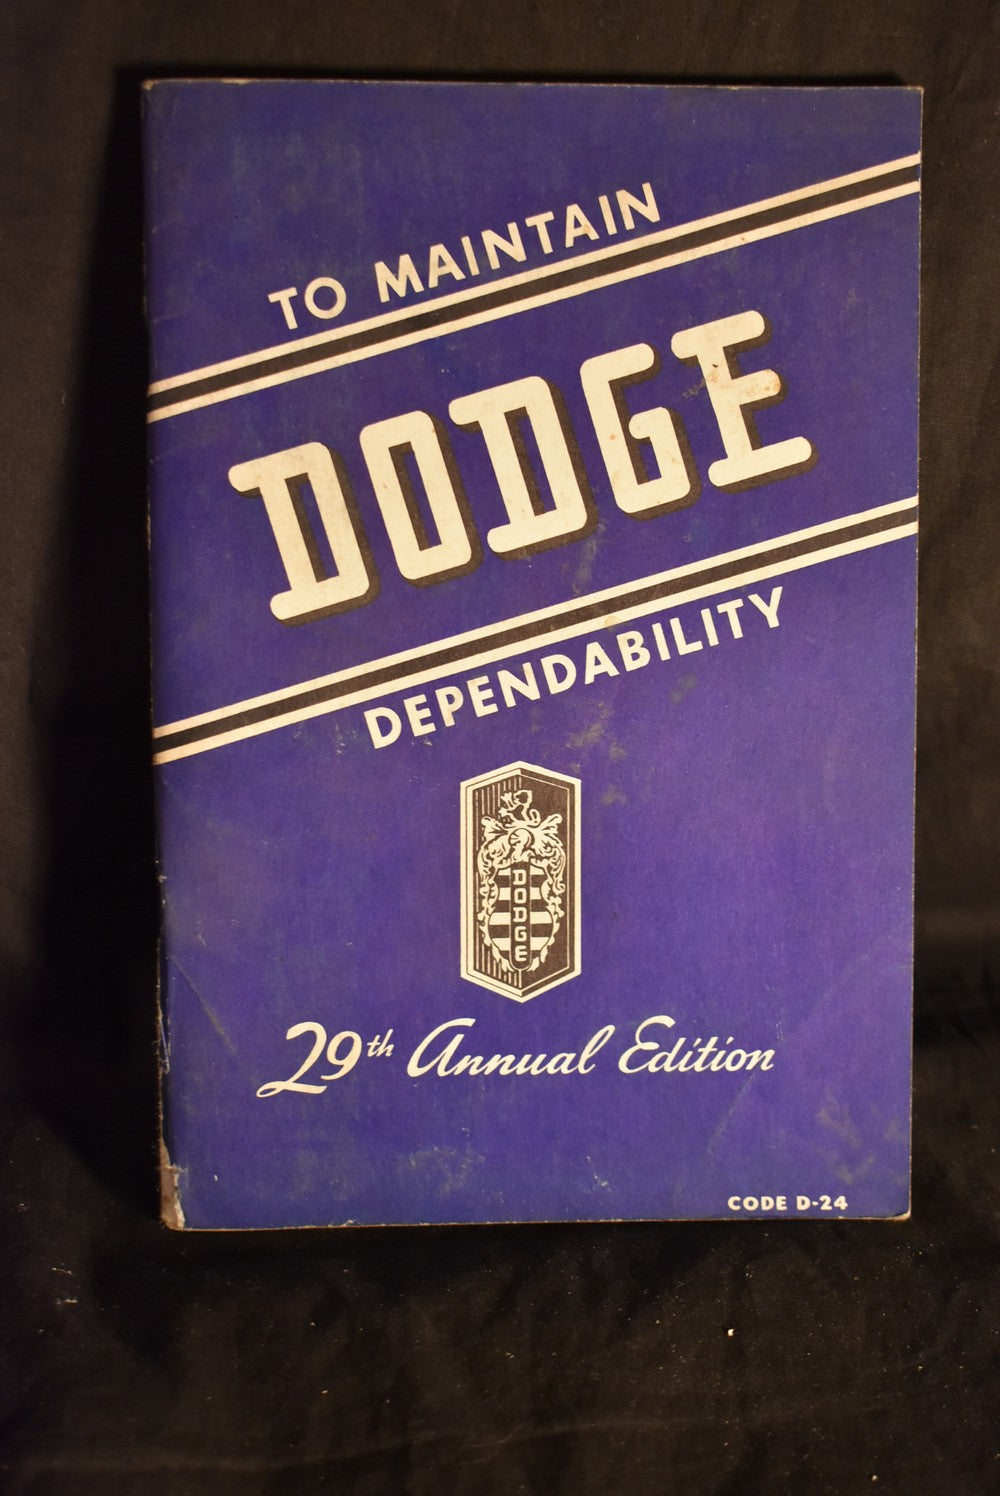 TO MAINTAIN
DODGE
DEPENDABILITY
DODGE
29th Annual Edition
CODE D-24